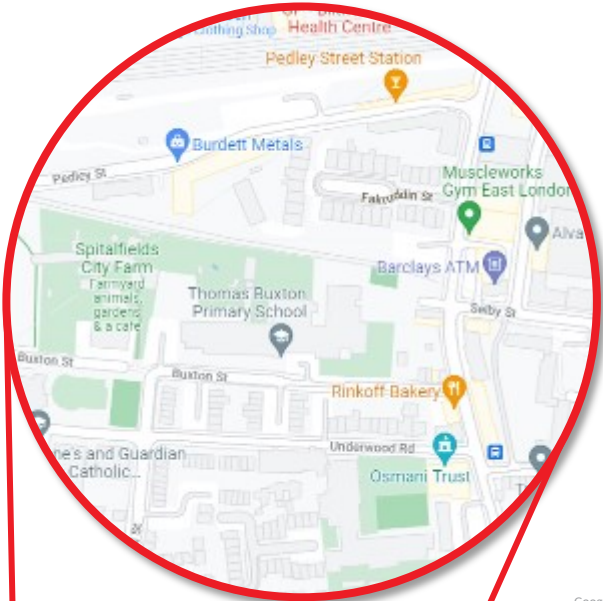 Clothing Shop
Health Centre
Pedley Street Station
Burdett Metals
Pedley St
Muscleworks
Gym East London
Fakruddin St
Alva
Spitalfields
City Farm
Farmyard
animals,
gardens
& a cafe
Barclays ATM
Thomas Buxton
Primary School
Selby St
Buxton St
Buxton St
Rinkoff Bakery
ne's and Guardian
Catholic...
Underwood Rd
Osmani Trust